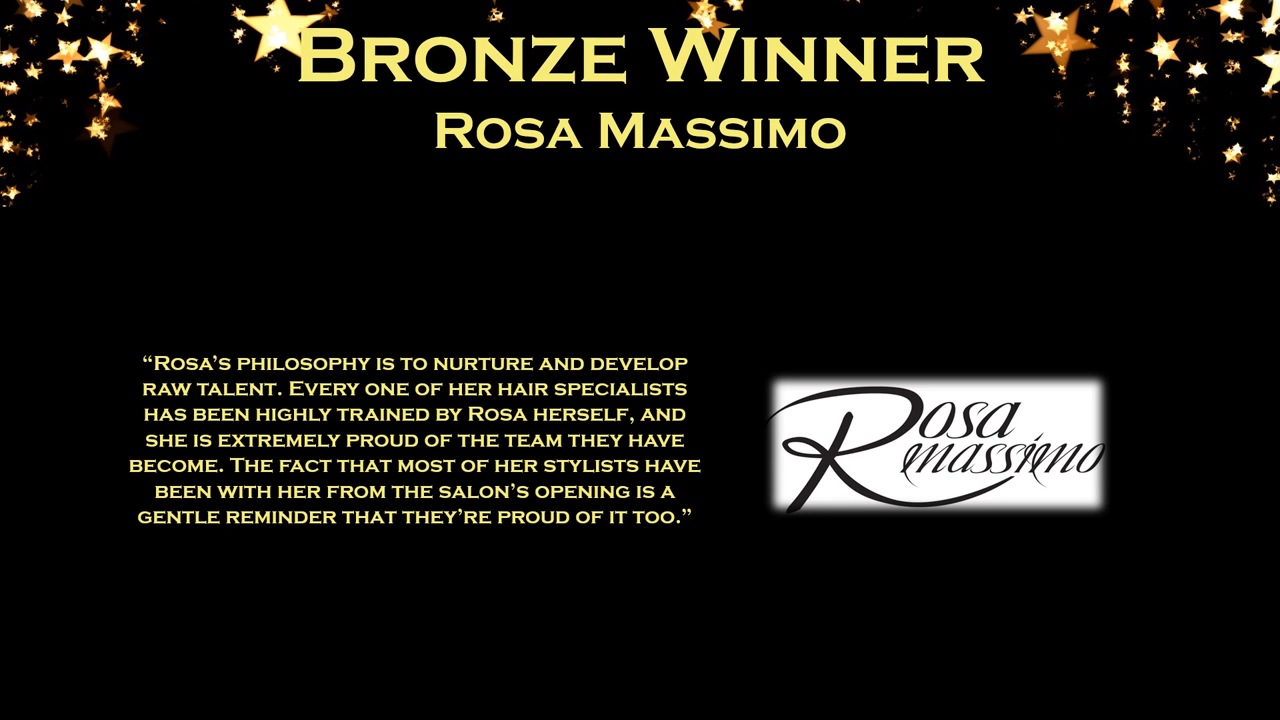 Bronze Winner
Rosa Massimo
“Rosa’s philosophy is to nurture and develop
raw talent. Every one of her hair specialists
has been highly trained by Rosa herself, and
she is extremely proud of the team they have
become. The fact that most of her stylists have
been with her from the salon’s opening is a
gentle reminder that they’re proud of it too.”
Rosa
massimo